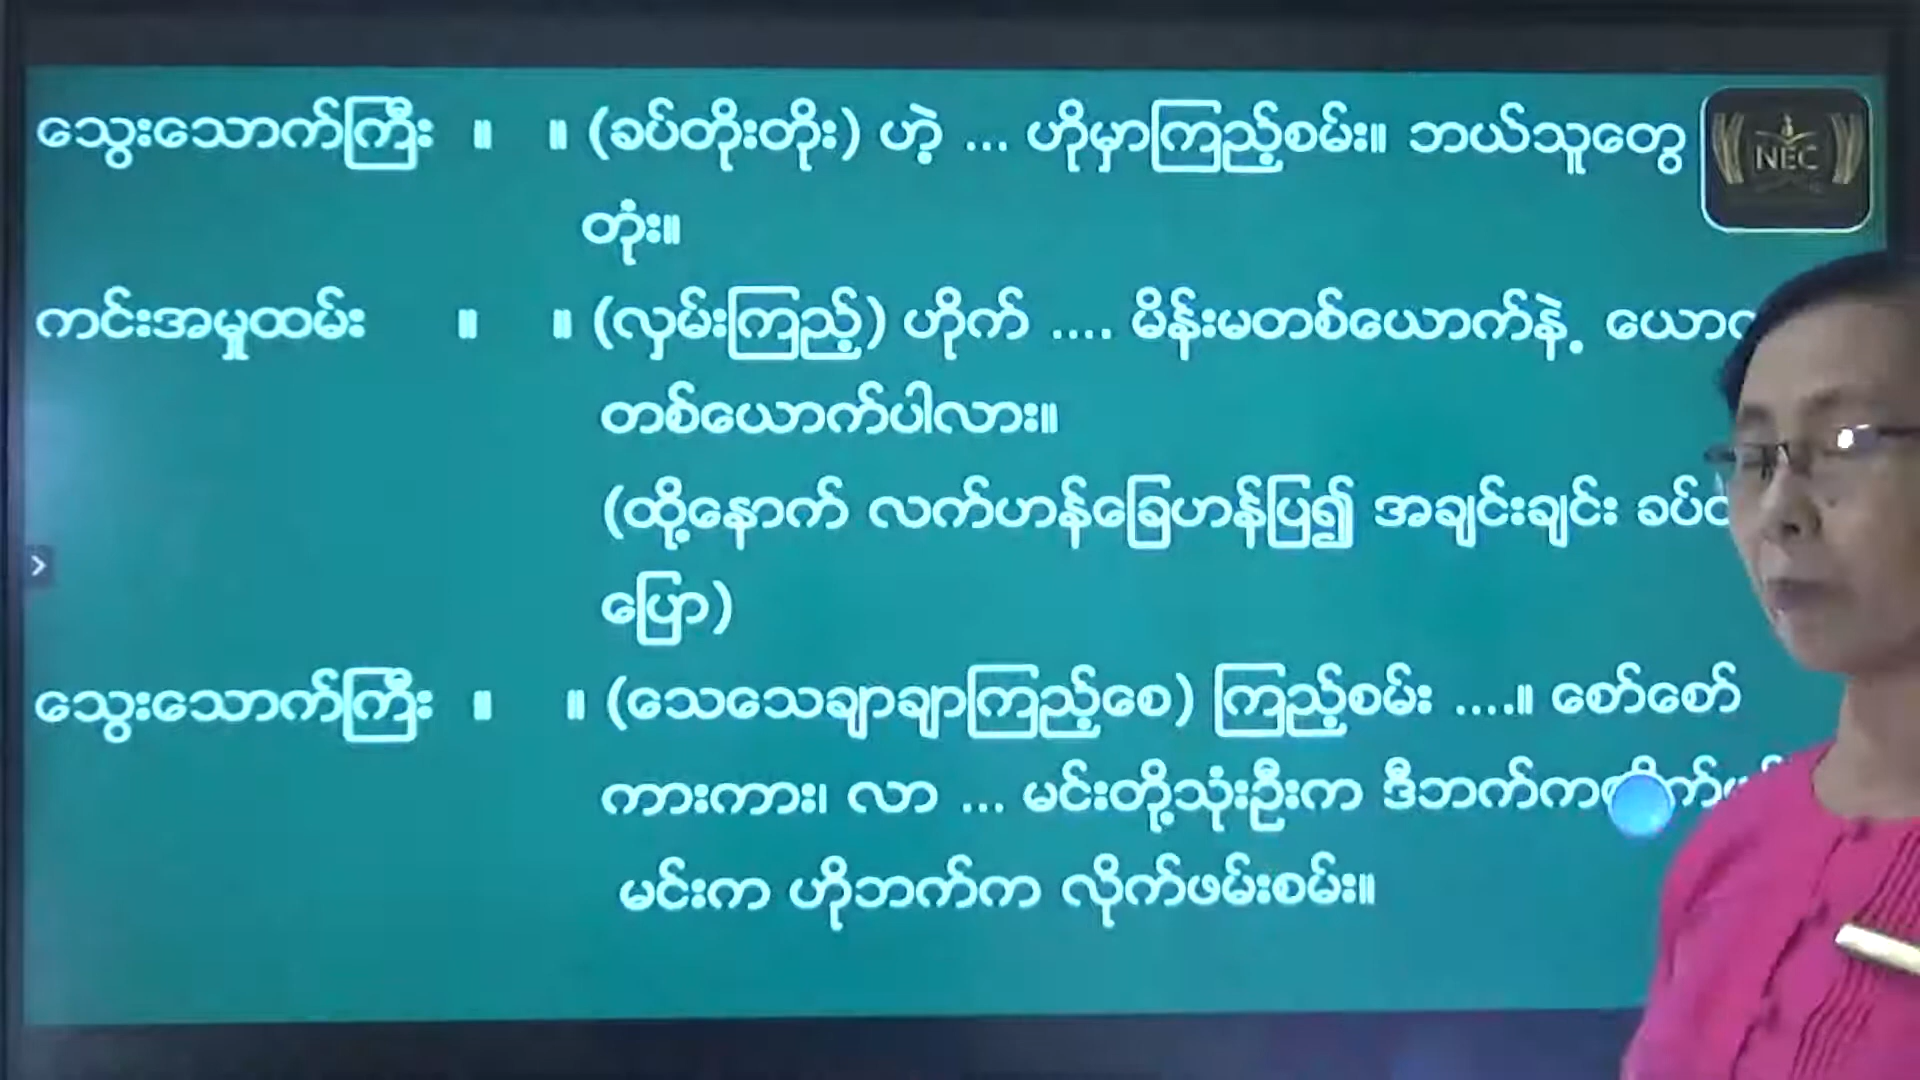 သွေးသောက်ကြီး ။ ။ (ခပ်တိုးတိုး) ဟဲ့ ... ဟိုမှာကြည့်စမ်း။ ဘယ်သူတွေ
NEC
တုံး။
ကင်းအမှုထမ်း ။ ။ (လှမ်းကြည့်) ဟိုက် .... မိန်းမတစ်ယောက်နဲ့
တစ်ယောက်ပါလား။
(ထို့နောက် လက်ဟန်ခြေဟန်ပြ၍ အချင်းချင်း
ပြော)
သွေးသောက်ကြီး ။ ။ (သေသေချာချာကြည့်စေ) ကြည့်စမ်း ....။ စော်စော်
ကားကား၊ လာ ... မင်းတို့သုံးဦးက ဒီဘက်က
မင်းက ဟိုဘက်က လိုက်ဖမ်းစမ်း။